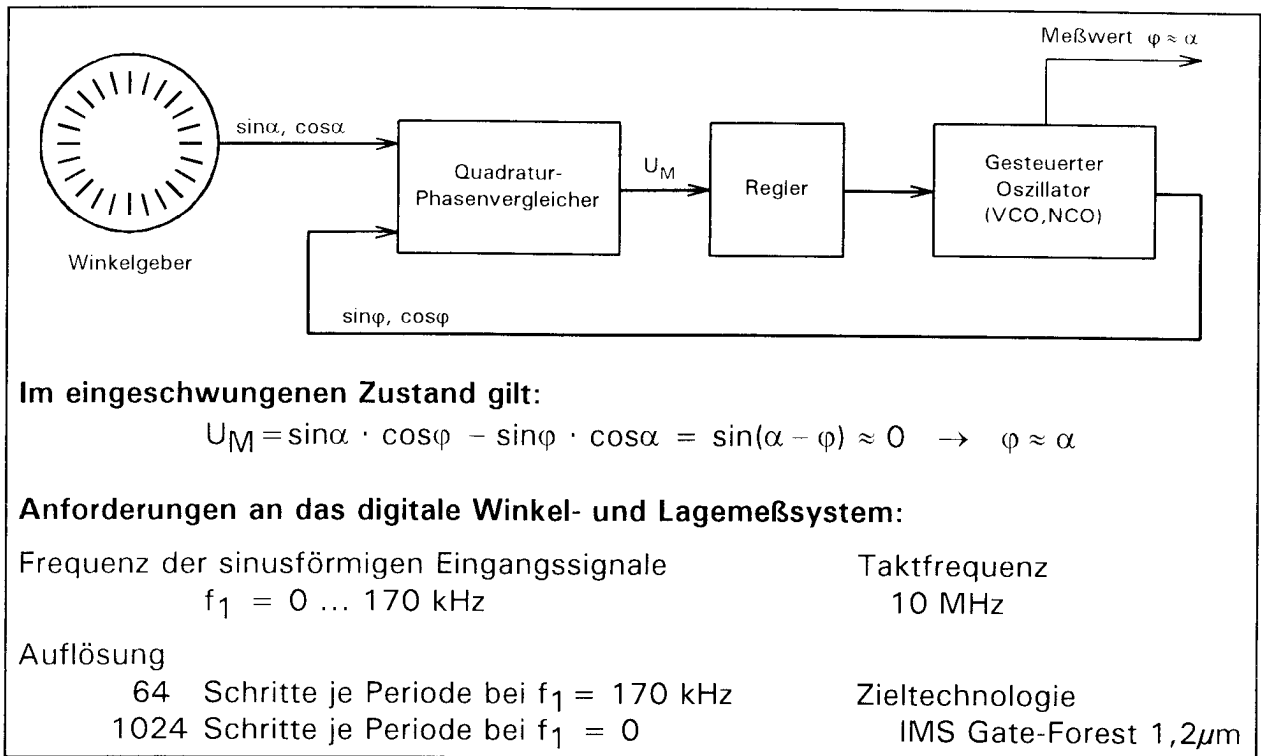 Meßwert φ ≈ α
sinα, cosα
Quadratur-
Phasenvergleicher
U_M
Regler
Gesteuerter
Oszillator
(VCO,NCO)
Winkelgeber
sinφ, cosφ
Im eingeschwungenen Zustand gilt:
U_M = sinα · cosφ − sinφ · cosα = sin(α − φ) ≈ 0 → φ ≈ α
Anforderungen an das digitale Winkel- und Lagemeßsystem:
Frequenz der sinusförmigen Eingangssignale Taktfrequenz
f₁ = 0 ... 170 kHz 10 MHz
Auflösung
64 Schritte je Periode bei f₁ = 170 kHz Zieltechnologie
1024 Schritte je Periode bei f₁ = 0 IMS Gate-Forest 1,2μm